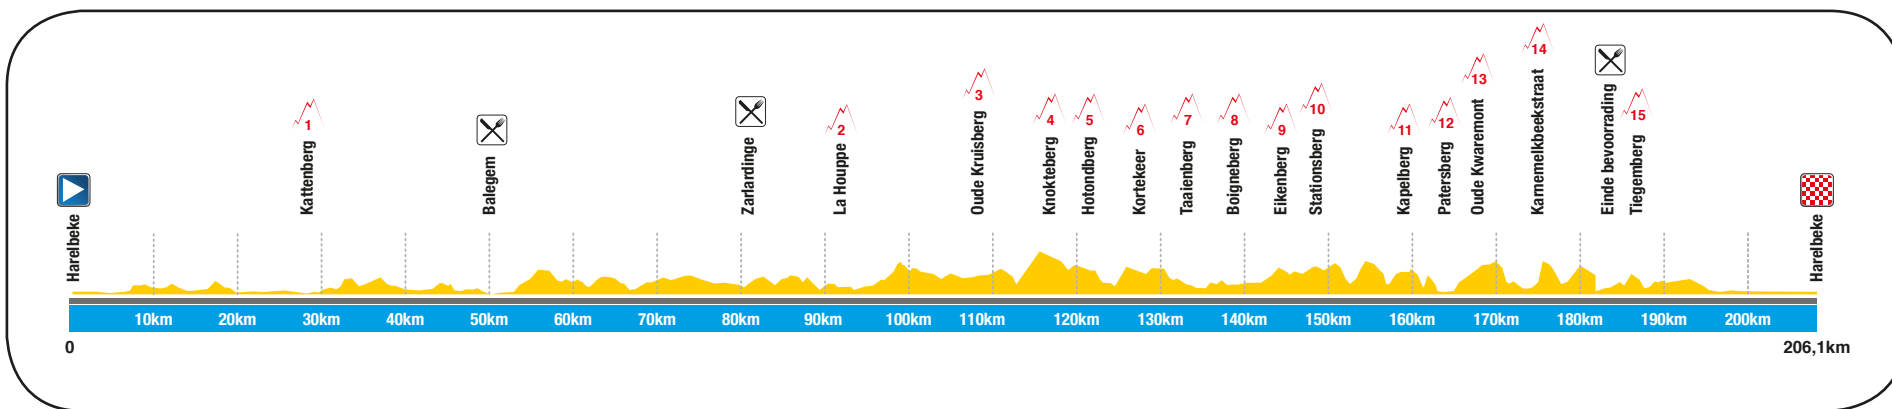 Harelbeke
1
Kattenberg
Balegem
Zarlardinge
2
La Houppe
3
Oude Kruisberg
4
Knokteberg
5
Hotondberg
6
Kortekeer
7
Taaienberg
8
Boigneberg
9
Eikenberg
10
Stationsberg
11
Kapelberg
12
Patersberg
13
Oude Kwaremont
14
Karnemelkbeekstraat
Einde bevoorrading
15
Tiegemberg
Harelbeke
10km 20km 30km 40km 50km 60km 70km 80km 90km 100km 110km 120km 130km 140km 150km 160km 170km 180km 190km 200km
0 206,1km